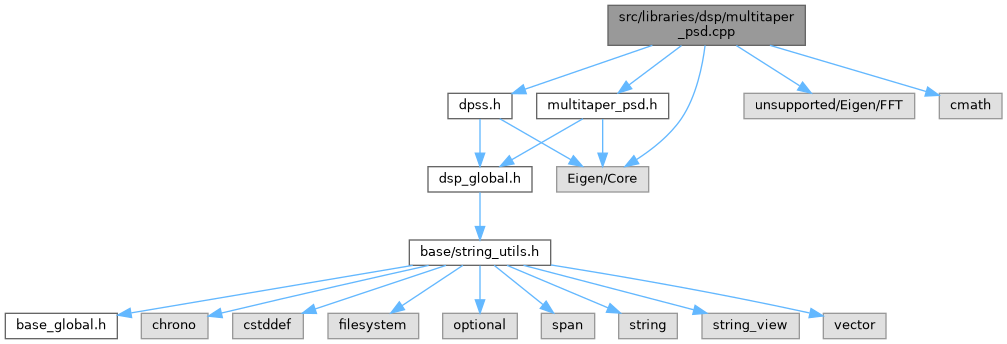 src/libraries/dsp/multitaper
_psd.cpp
dpss.h
multitaper_psd.h
unsupported/Eigen/FFT
cmath
dsp_global.h
Eigen/Core
base/string_utils.h
base_global.h
chrono
cstddef
filesystem
optional
span
string
string_view
vector